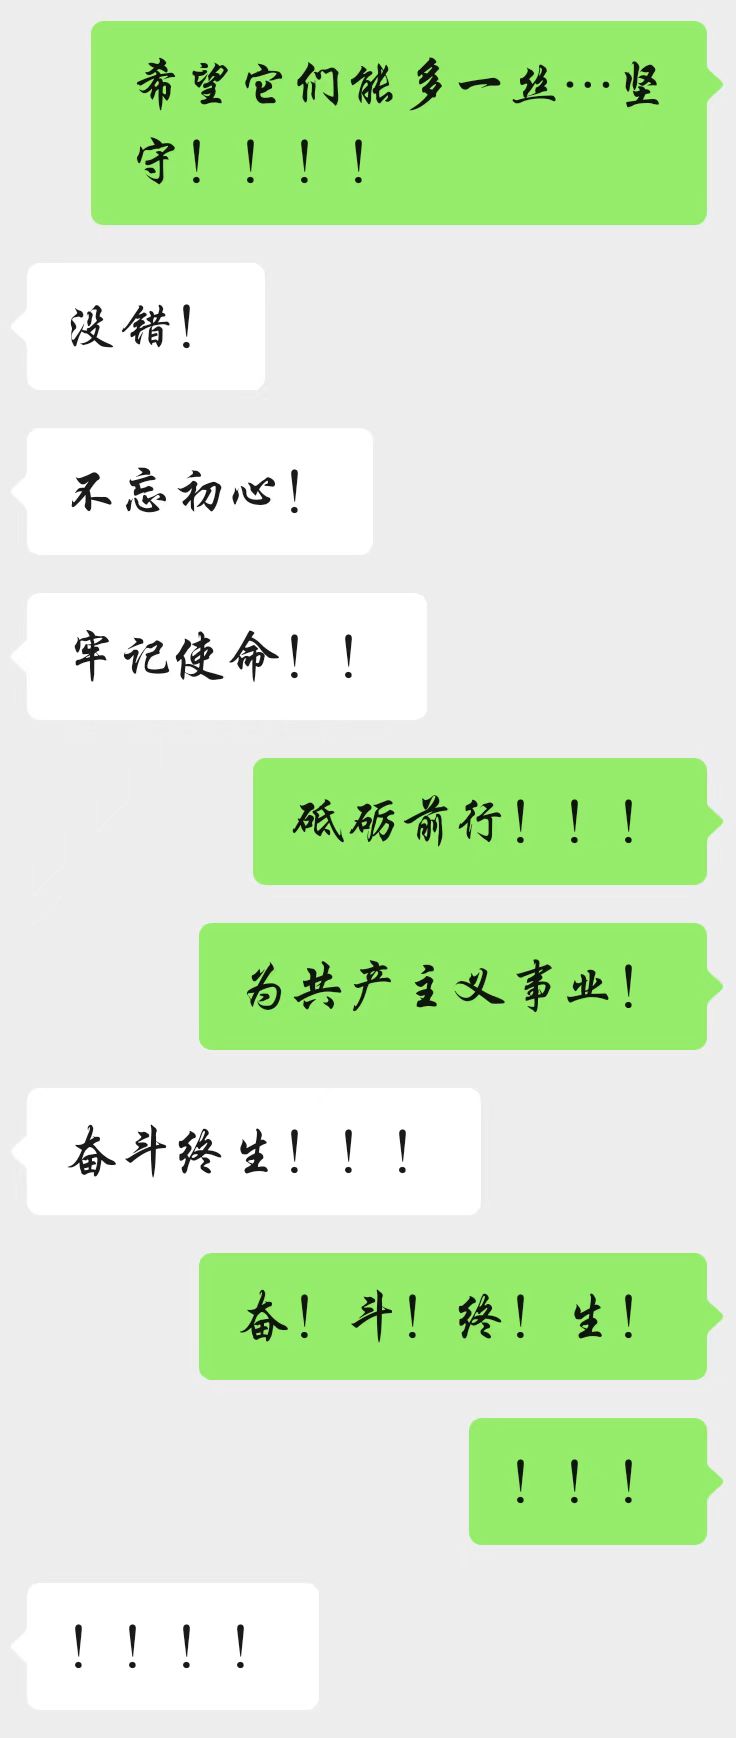 希望它们能多一丝…坚
守！！！！
没错！
不忘初心！
牢记使命！！
砥砺前行！！！
为共产主义事业！
奋斗终生！！！
奋！斗！终！生！
！！！
！！！！